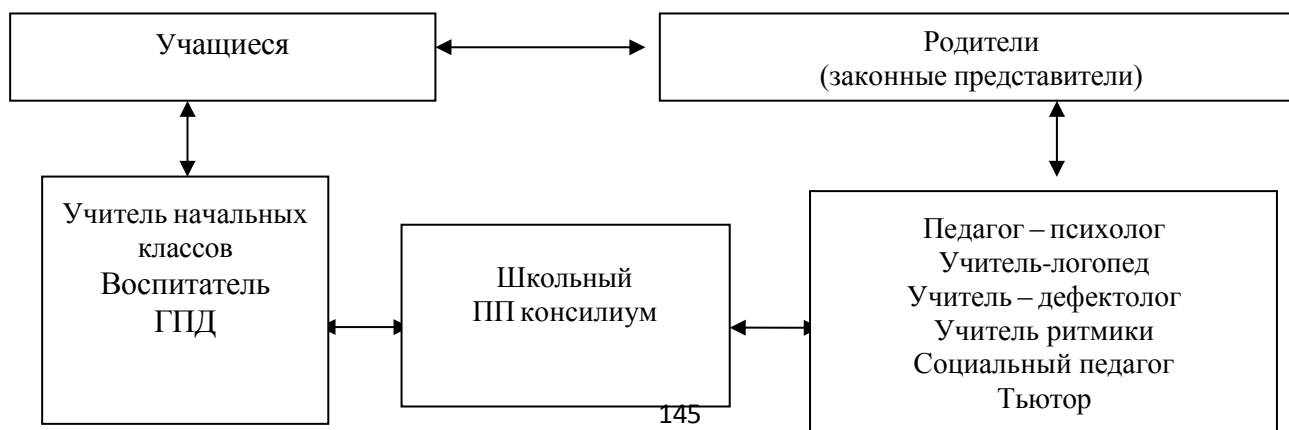 Учащиеся
Родители
(законные представители)
Учитель начальных
классов
Воспитатель
ГПД
Школьный
ПП консилиум
Педагог – психолог
Учитель-логопед
Учитель – дефектолог
Учитель ритмики
Социальный педагог
Тьютор
145